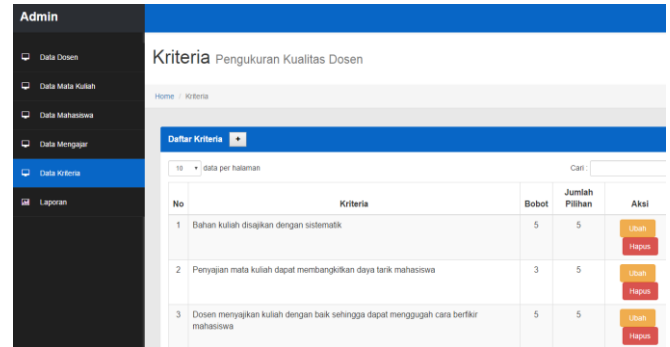 Admin
Data Dosen
Data Mata Kuliah
Data Mahasiswa
Data Mengajar
Data Kriteria
Laporan
Kriteria Pengukuran Kualitas Dosen
Home / Kriteria
Daftar Kriteria +
10 data per halaman Cari :
No Kriteria Bobot Jumlah Pilihan Aksi
1 Bahan kuliah disajikan dengan sistematik 5 5 Ubah
Hapus
2 Penyajian mata kuliah dapat membangkitkan daya tarik mahasiswa 3 5 Ubah
Hapus
3 Dosen menyajikan kuliah dengan baik sehingga dapat menggugah cara berfikir 5 5 Ubah
mahasiswa
Hapus